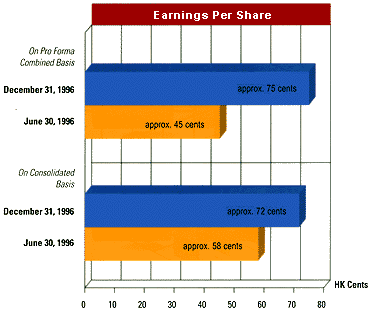 Earnings Per Share
On Pro Forma
Combined Basis
December 31, 1996
approx. 75 cents
June 30, 1996
approx. 45 cents
On Consolidated
Basis
December 31, 1996
approx. 72 cents
June 30, 1996
approx. 58 cents
HK Cents
0 10 20 30 40 50 60 70 80